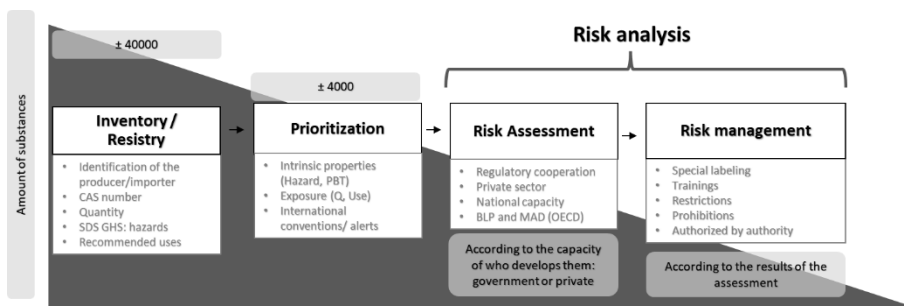 Amount of substances
± 40000
Inventory /
Registry
• Identification of the
producer/importer
• CAS number
• Quantity
• SDS GHS: hazards
• Recommended uses
± 4000
Prioritization
• Intrinsic properties
(Hazard, PBT)
• Exposure (Q, Use)
• International
conventions/ alerts
Risk analysis
Risk Assessment
• Regulatory cooperation
• Private sector
• National capacity
• BLP and MAD (OECD)
According to the capacity
of who develops them:
government or private
Risk management
• Special labeling
• Trainings
• Restrictions
• Prohibitions
• Authorized by authority
According to the results of the
assessment